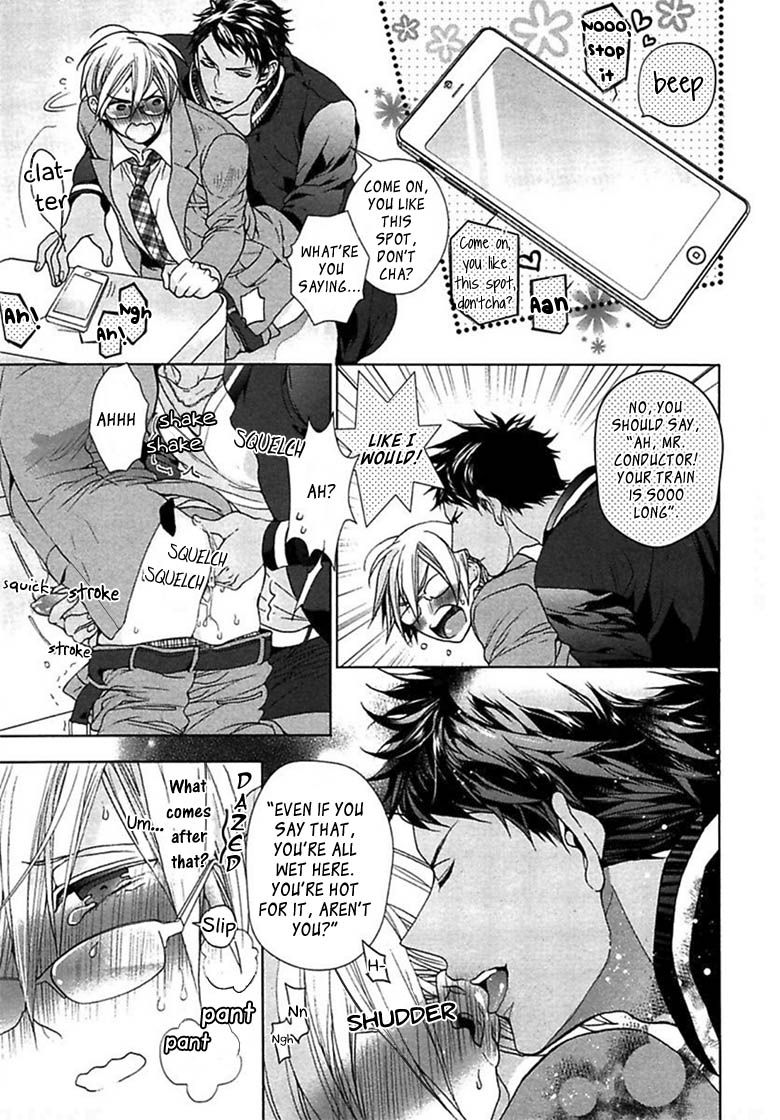 beep
NOOO,
STOP
it
Come on,
you like
this spot,
don'tcha?
Aan
COME ON,
YOU LIKE
THIS
SPOT,
DON'T
CHA?
WHAT'RE
YOU
SAYING...
clat-
ter
Ah!
Ah!
Ngh
NO, YOU
SHOULD SAY,
"AH, MR.
CONDUCTOR!
YOUR TRAIN
IS SOOO
LONG".
LIKE I
WOULD!
AH?
SQUELCH
shake
shake
AHHH
SQUELCH
SQUELCH
squick
stroke
stroke
"EVEN IF YOU
SAY THAT,
YOU'RE ALL
WET HERE.
YOU'RE HOT
FOR IT, AREN'T
YOU?"
H-
Nn
Ngh
SHUDDER
DAZED
What
comes
after
that?
Um...
Slip
pant
pant